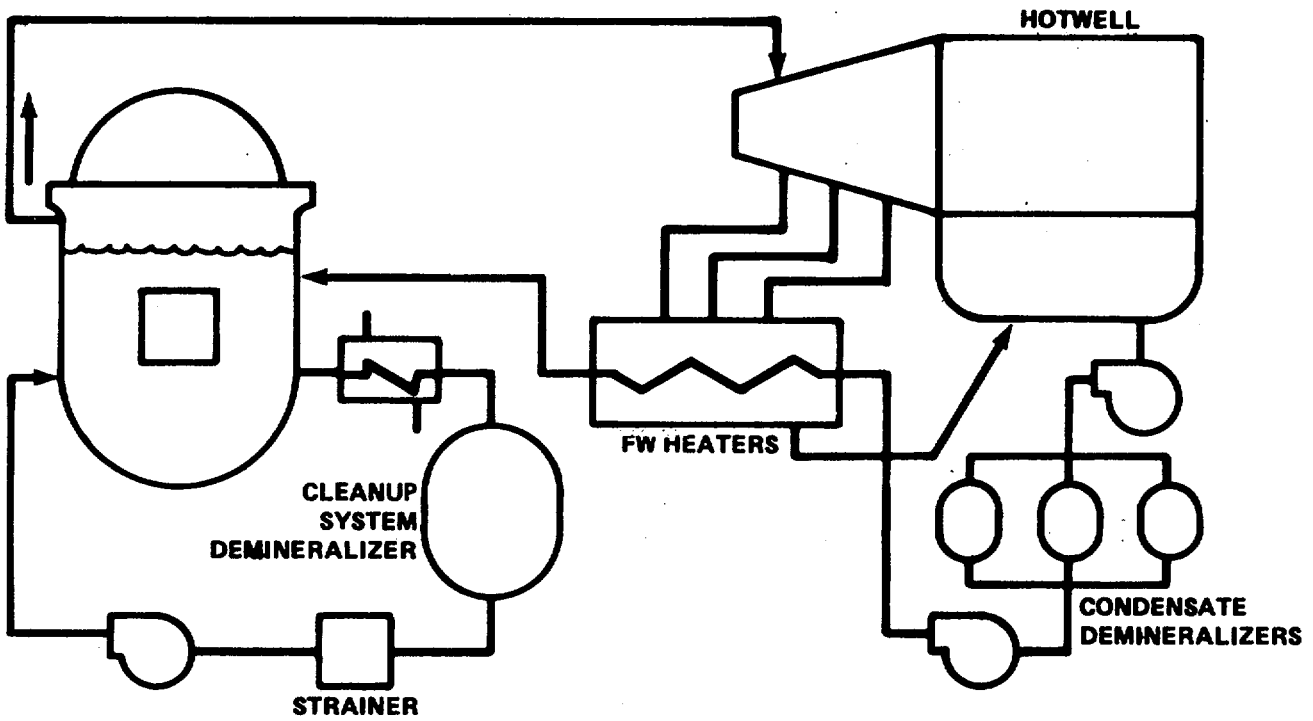 HOTWELL
FW HEATERS
CLEANUP
SYSTEM
DEMINERALIZER
CONDENSATE
DEMINERALIZERS
STRAINER